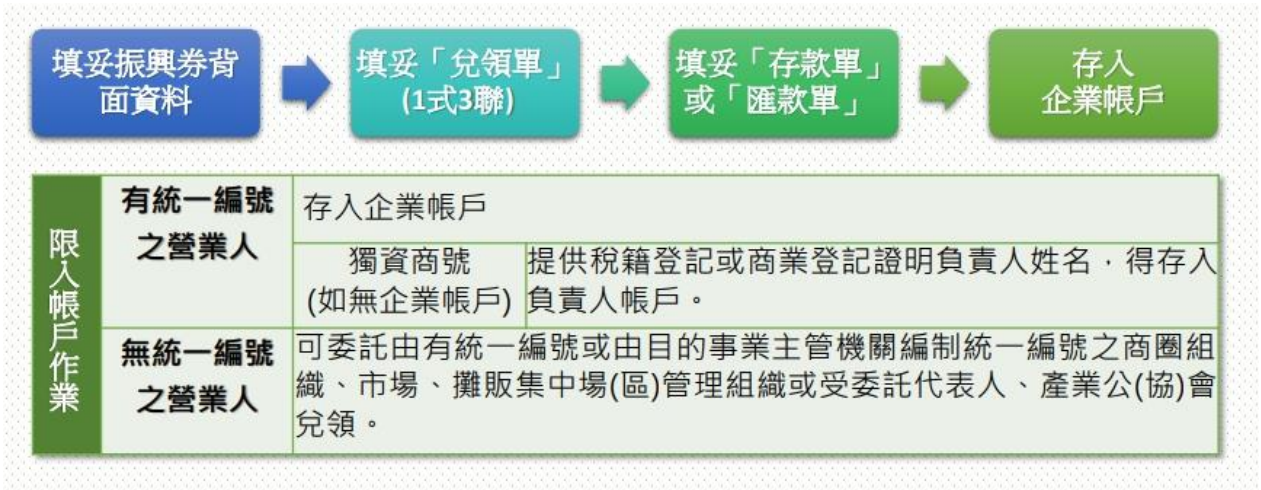 填妥振興券背
面資料
填妥「兌領單」
(1式3聯)
填妥「存款單」
或「匯款單」
存入
企業帳戶
限入帳戶作業
有統一編號
之營業人
存入企業帳戶
獨資商號
(如無企業帳戶)
提供稅籍登記或商業登記證明負責人姓名，得存入
負責人帳戶。
無統一編號
之營業人
可委託由有統一編號或由目的事業主管機關編制統一編號之商圈組
織、市場、攤販集中場(區)管理組織或受委託代表人、產業公(協)會
兌領。